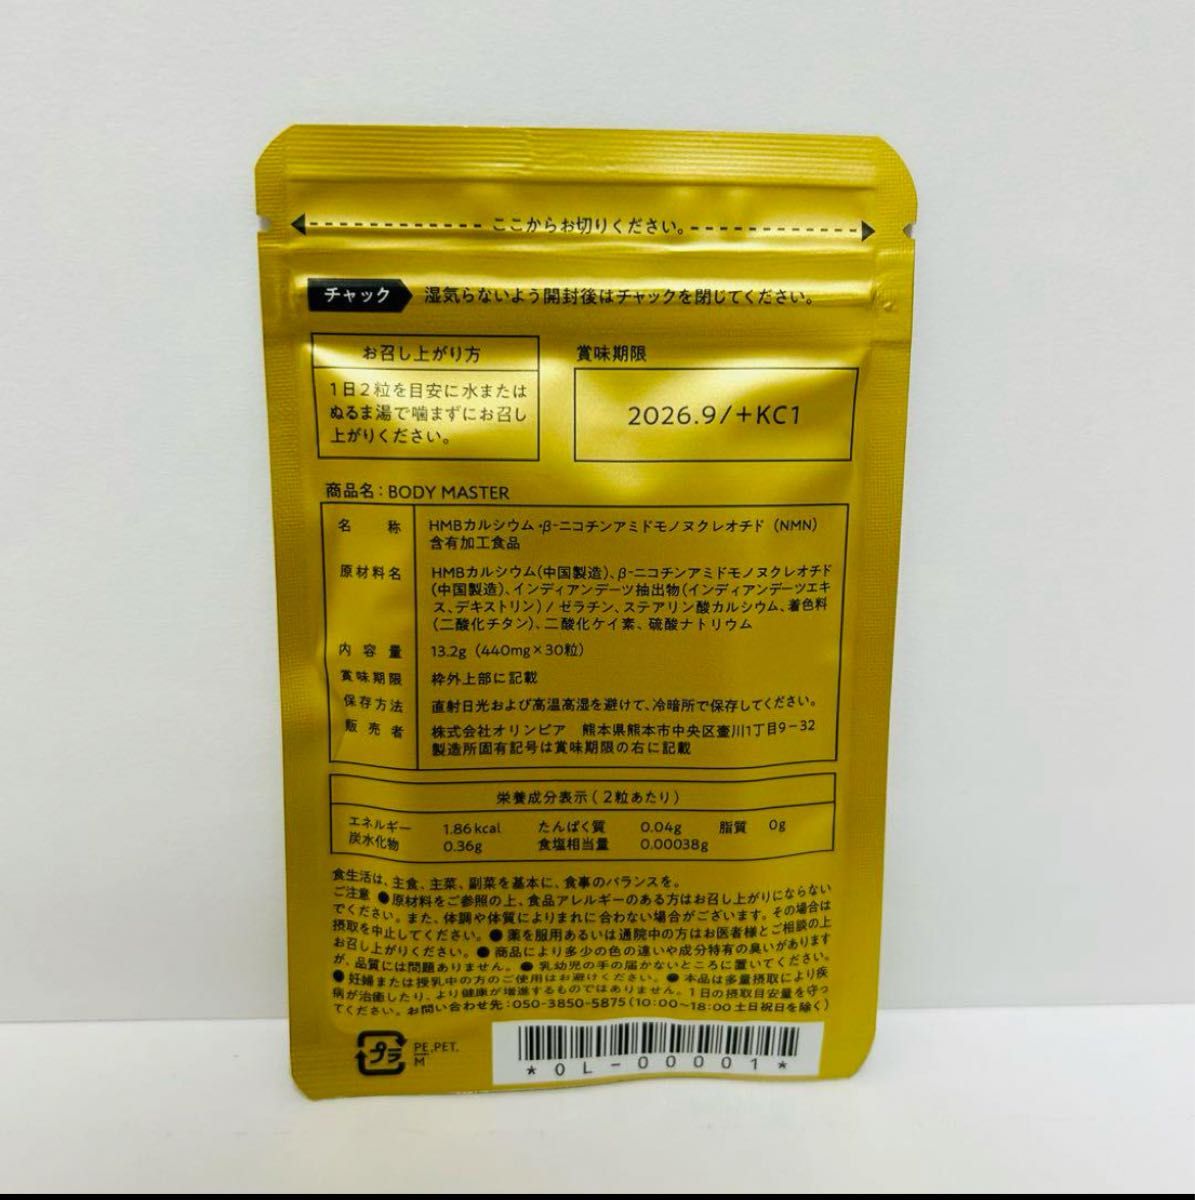 ここからお切りください。
チャック 湿気らないよう開封後はチャックを閉じてください。
お召し上がり方
1日2粒を目安に水または
ぬるま湯で噛まずにお召し
上がりください。
賞味期限
2026.9/+KC1
商品名：BODY MASTER
名称 HMBカルシウム・β-ニコチンアミドモノヌクレオチド（NMN）
含有加工食品
原材料名 HMBカルシウム（中国製造）、β-ニコチンアミドモノヌクレオチド
（中国製造）、インディアンデーツ抽出物（インディアンデーツエキ
ス、デキストリン）/ ゼラチン、ステアリン酸カルシウム、着色料
（二酸化チタン）、二酸化ケイ素、硫酸ナトリウム
内容量 13.2g（440mg×30粒）
賞味期限 枠外上部に記載
保存方法 直射日光および高温高湿を避けて、冷暗所で保存してください。
販売者 株式会社オリンピア 熊本県熊本市中央区壷川1丁目9-32
製造所固有記号は賞味期限の右に記載
栄養成分表示（2粒あたり）
エネルギー 1.86kcal たんぱく質 0.04g 脂質 0g
炭水化物 0.36g 食塩相当量 0.00038g
食生活は、主食、主菜、副菜を基本に、食事のバランスを。
ご注意 ●原材料をご参照の上、食品アレルギーのある方はお召し上がりにならない
でください。また、体調や体質によりまれに合わない場合がございます。その場合は
摂取を中止してください。●薬を服用あるいは通院中の方はお医者様とご相談の上
お召し上がりください。●商品により多少の色の違いや成分特有の臭いがあります
が、品質には問題ありません。●乳幼児の手の届かないところに置いてください。
●妊婦または授乳中の方のご使用はお避けください。●本品は多量摂取により疾
病が治癒したり、より健康が増進するものではありません。1日の摂取目安量を守っ
てください。お問い合わせ先：050-3850-5875（10:00～18:00 土日祝日を除く）
プラ PE,PET,
M
*OL-00001*